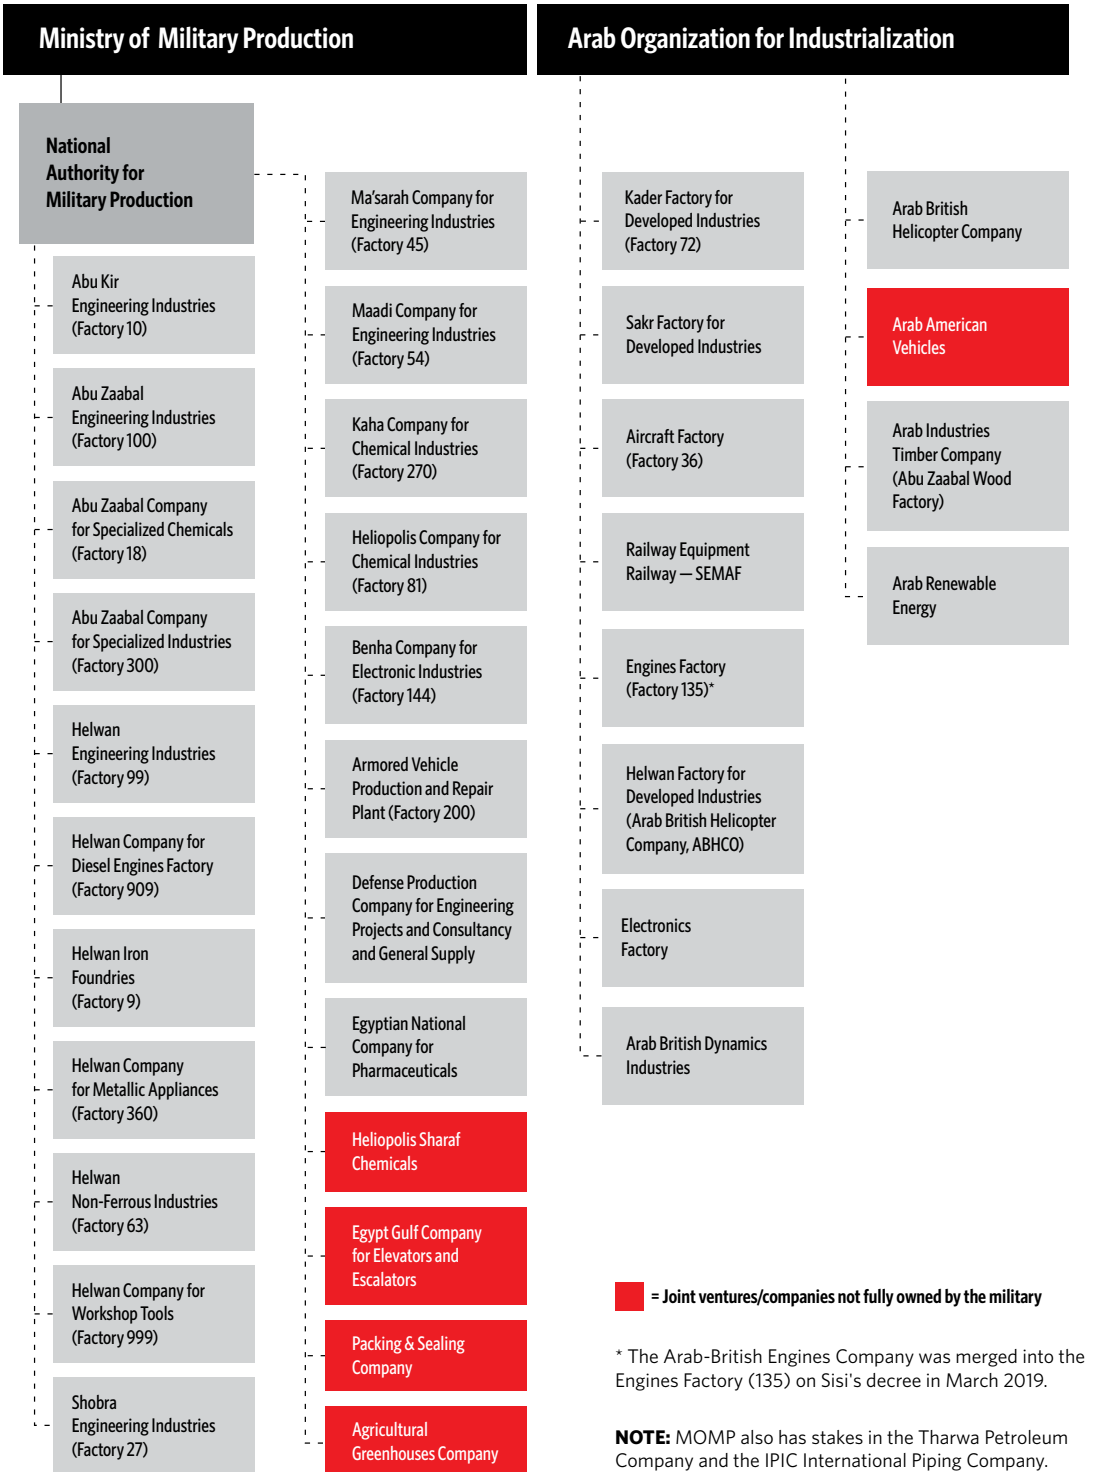 Ministry of Military Production
Arab Organization for Industrialization
National
Authority for
Military Production
Abu Kir
Engineering Industries
(Factory 10)
Abu Zaabal
Engineering Industries
(Factory 100)
Abu Zaabal Company
for Specialized Chemicals
(Factory 18)
Abu Zaabal Company
for Specialized Industries
(Factory 300)
Helwan
Engineering Industries
(Factory 99)
Helwan Company for
Diesel Engines Factory
(Factory 909)
Helwan Iron
Foundries
(Factory 9)
Helwan Company
for Metallic Appliances
(Factory 360)
Helwan
Non-Ferrous Industries
(Factory 63)
Helwan Company for
Workshop Tools
(Factory 999)
Shobra
Engineering Industries
(Factory 27)
Ma'sarah Company for
Engineering Industries
(Factory 45)
Maadi Company for
Engineering Industries
(Factory 54)
Kaha Company for
Chemical Industries
(Factory 270)
Heliopolis Company for
Chemical Industries
(Factory 81)
Benha Company for
Electronic Industries
(Factory 144)
Armored Vehicle
Production and Repair
Plant (Factory 200)
Defense Production
Company for Engineering
Projects and Consultancy
and General Supply
Egyptian National
Company for
Pharmaceuticals
Heliopolis Sharaf
Chemicals
Egypt Gulf Company
for Elevators and
Escalators
Packing & Sealing
Company
Agricultural
Greenhouses Company
Kader Factory for
Developed Industries
(Factory 72)
Sakr Factory for
Developed Industries
Aircraft Factory
(Factory 36)
Railway Equipment
Railway — SEMAF
Engines Factory
(Factory 135)*
Helwan Factory for
Developed Industries
(Arab British Helicopter
Company, ABHCO)
Electronics
Factory
Arab British Dynamics
Industries
Arab British
Helicopter Company
Arab American
Vehicles
Arab Industries
Timber Company
(Abu Zaabal Wood
Factory)
Arab Renewable
Energy
= Joint ventures/companies not fully owned by the military
* The Arab-British Engines Company was merged into the
Engines Factory (135) on Sisi's decree in March 2019.
NOTE: MOMP also has stakes in the Tharwa Petroleum
Company and the IPIC International Piping Company.